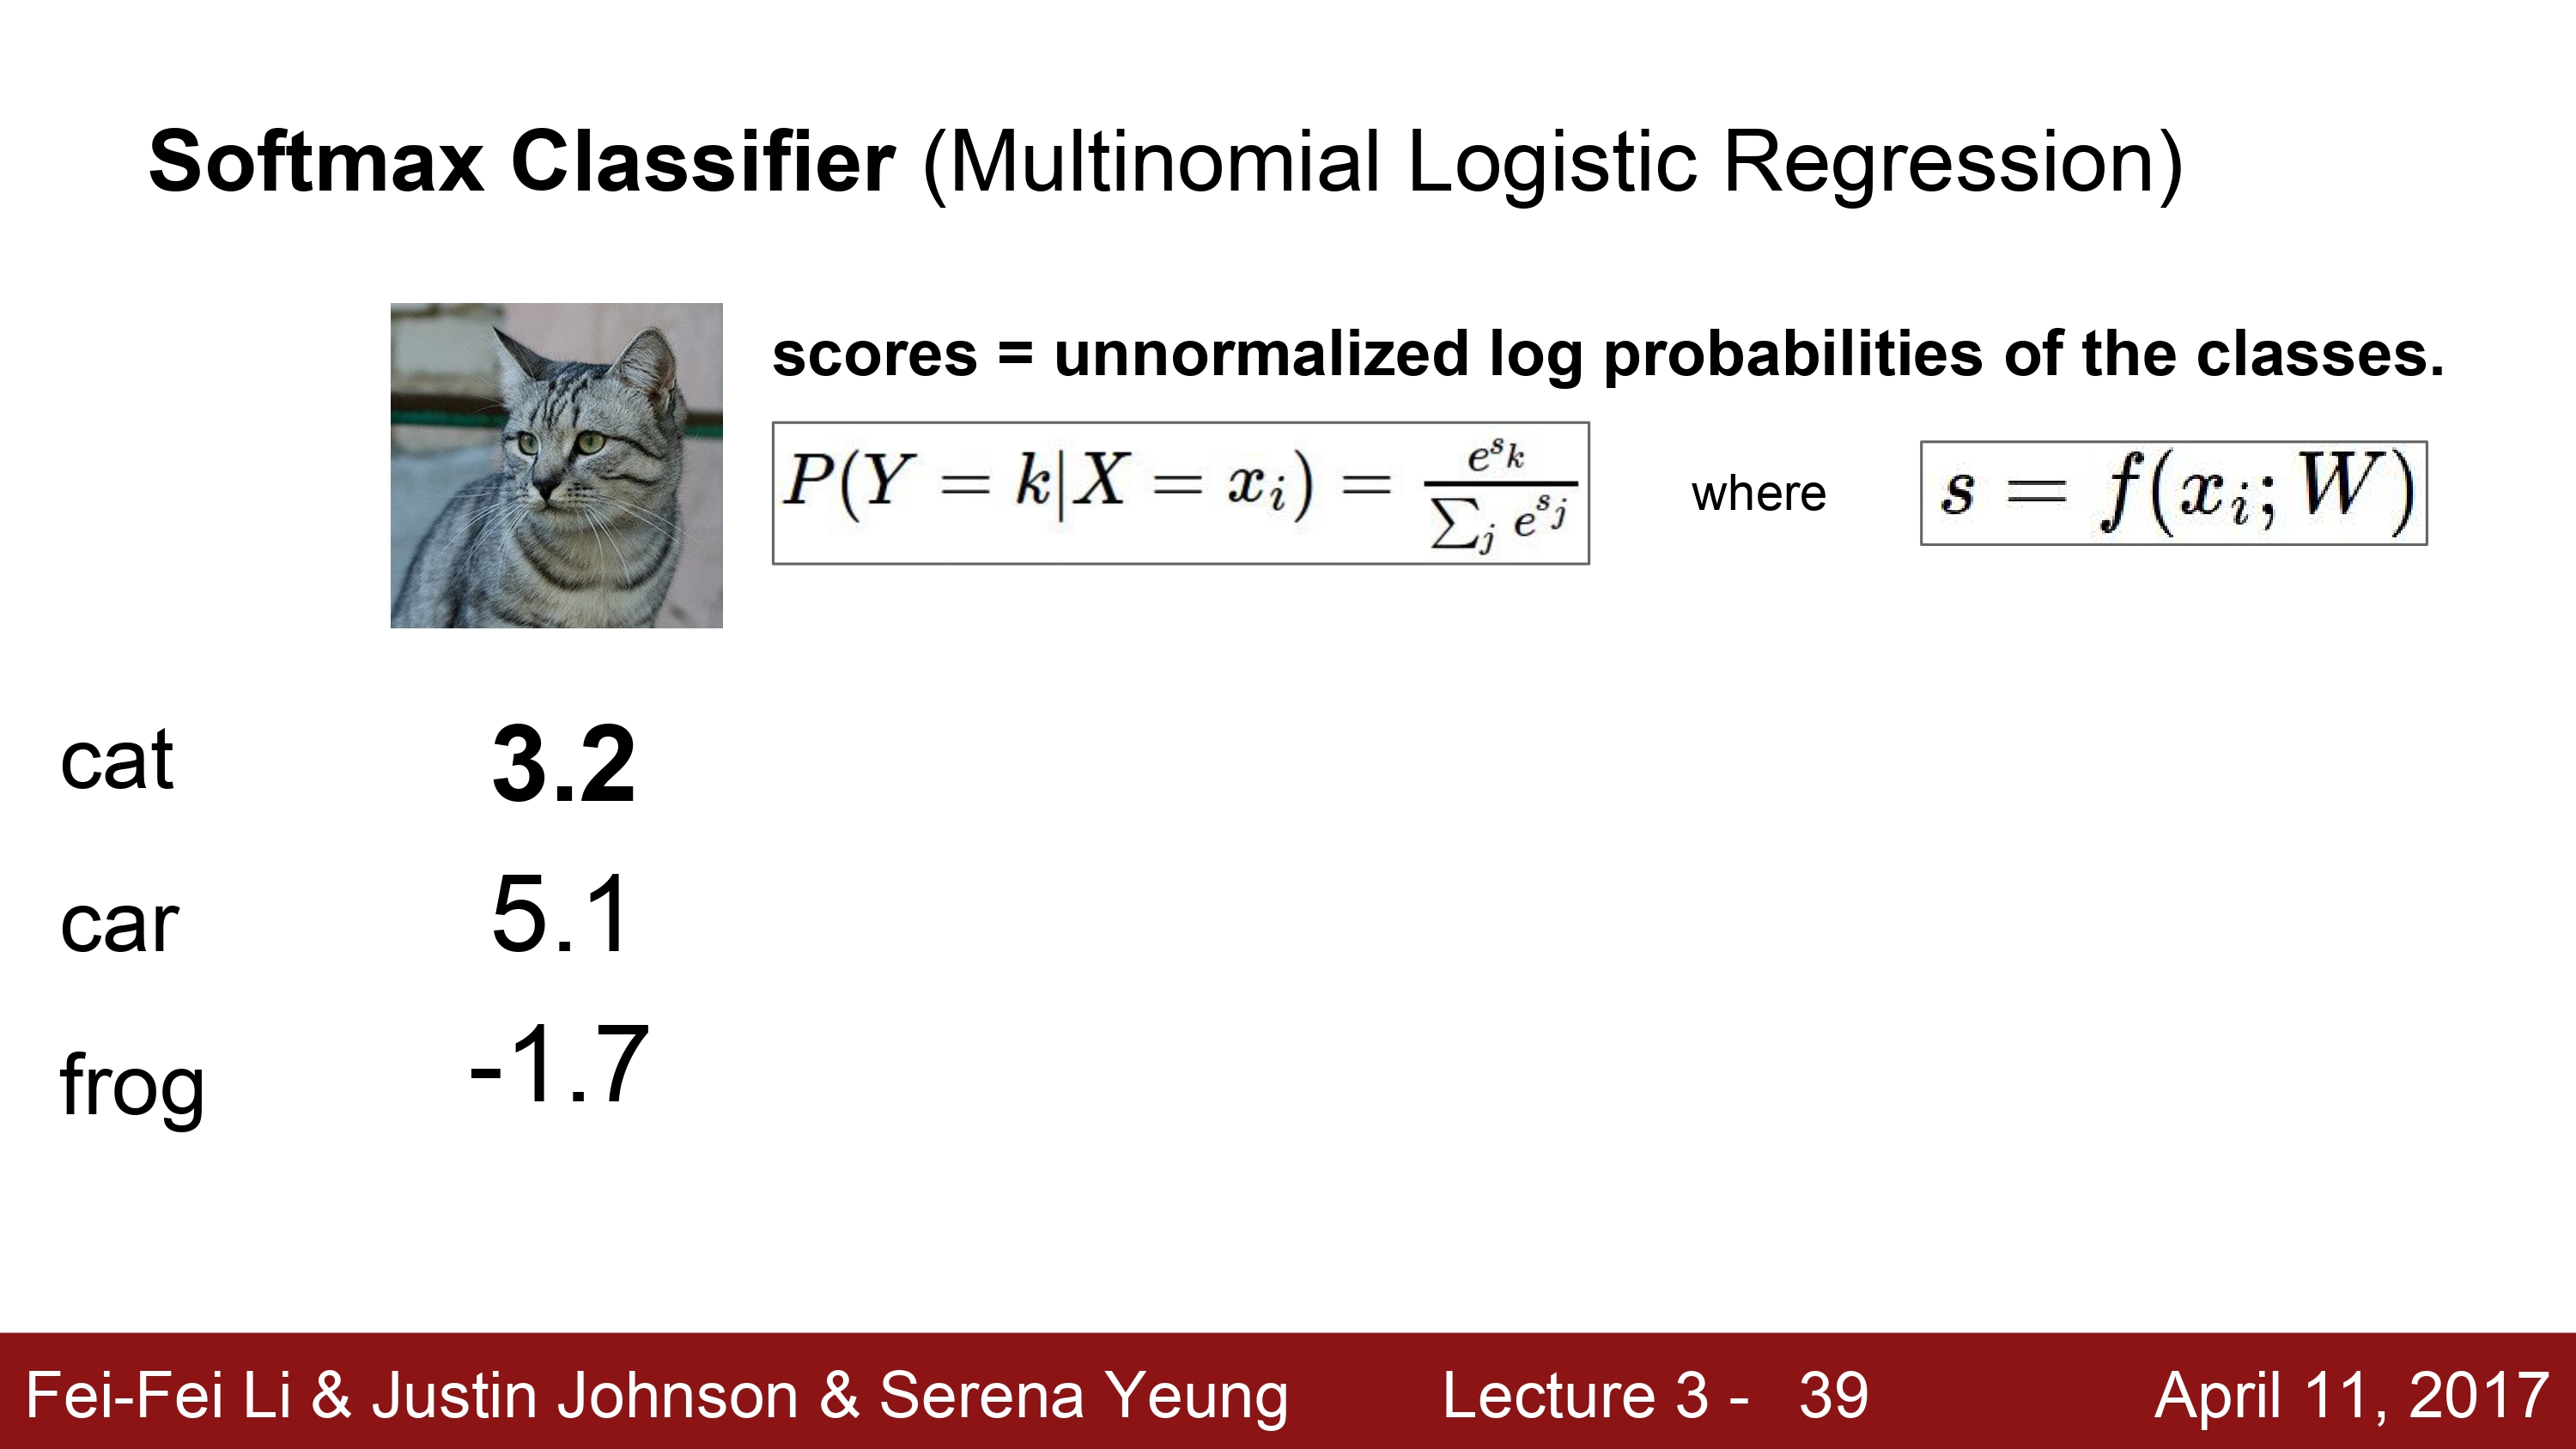 Softmax Classifier (Multinomial Logistic Regression)
scores = unnormalized log probabilities of the classes.
P(Y = k|X = x_i) = \frac{e^{s_k}}{\sum_j e^{s_j}} where s = f(x_i; W)
cat 3.2
car 5.1
frog -1.7
Fei-Fei Li & Justin Johnson & Serena Yeung Lecture 3 - 39 April 11, 2017